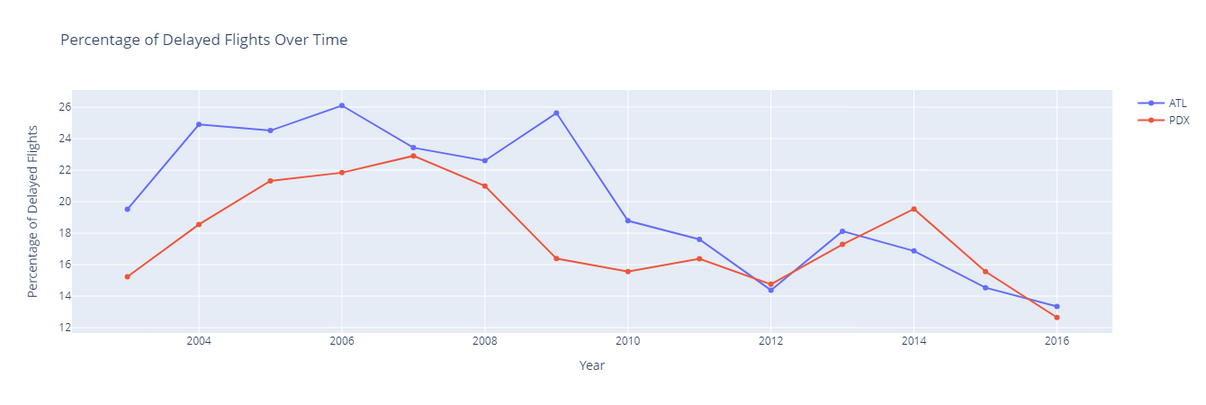 Percentage of Delayed Flights Over Time
26
24
22
20
18
16
14
12
Percentage of Delayed Flights
2004 2006 2008 2010 2012 2014 2016
Year
ATL
PDX